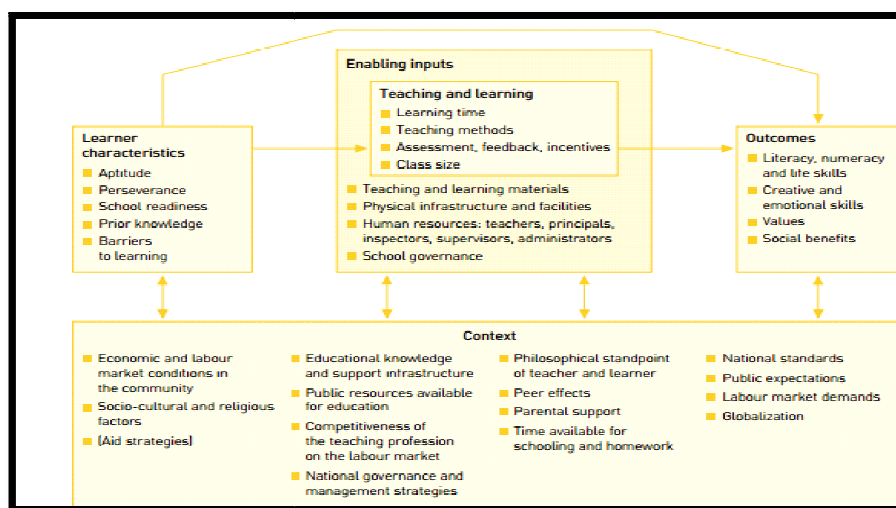 Enabling inputs
Teaching and learning
Learning time
Teaching methods
Assessment, feedback, incentives
Class size
Teaching and learning materials
Physical infrastructure and facilities
Human resources: teachers, principals,
inspectors, supervisors, administrators
School governance
Learner
characteristics
Aptitude
Perseverance
School readiness
Prior knowledge
Barriers
to learning
Outcomes
Literacy, numeracy
and life skills
Creative and
emotional skills
Values
Social benefits
Context
Economic and labour
market conditions in
the community
Socio-cultural and religious
factors
(Aid strategies)
Educational knowledge
and support infrastructure
Public resources available
for education
Competitiveness of
the teaching profession
on the labour market
National governance and
management strategies
Philosophical standpoint
of teacher and learner
Peer effects
Parental support
Time available for
schooling and homework
National standards
Public expectations
Labour market demands
Globalization